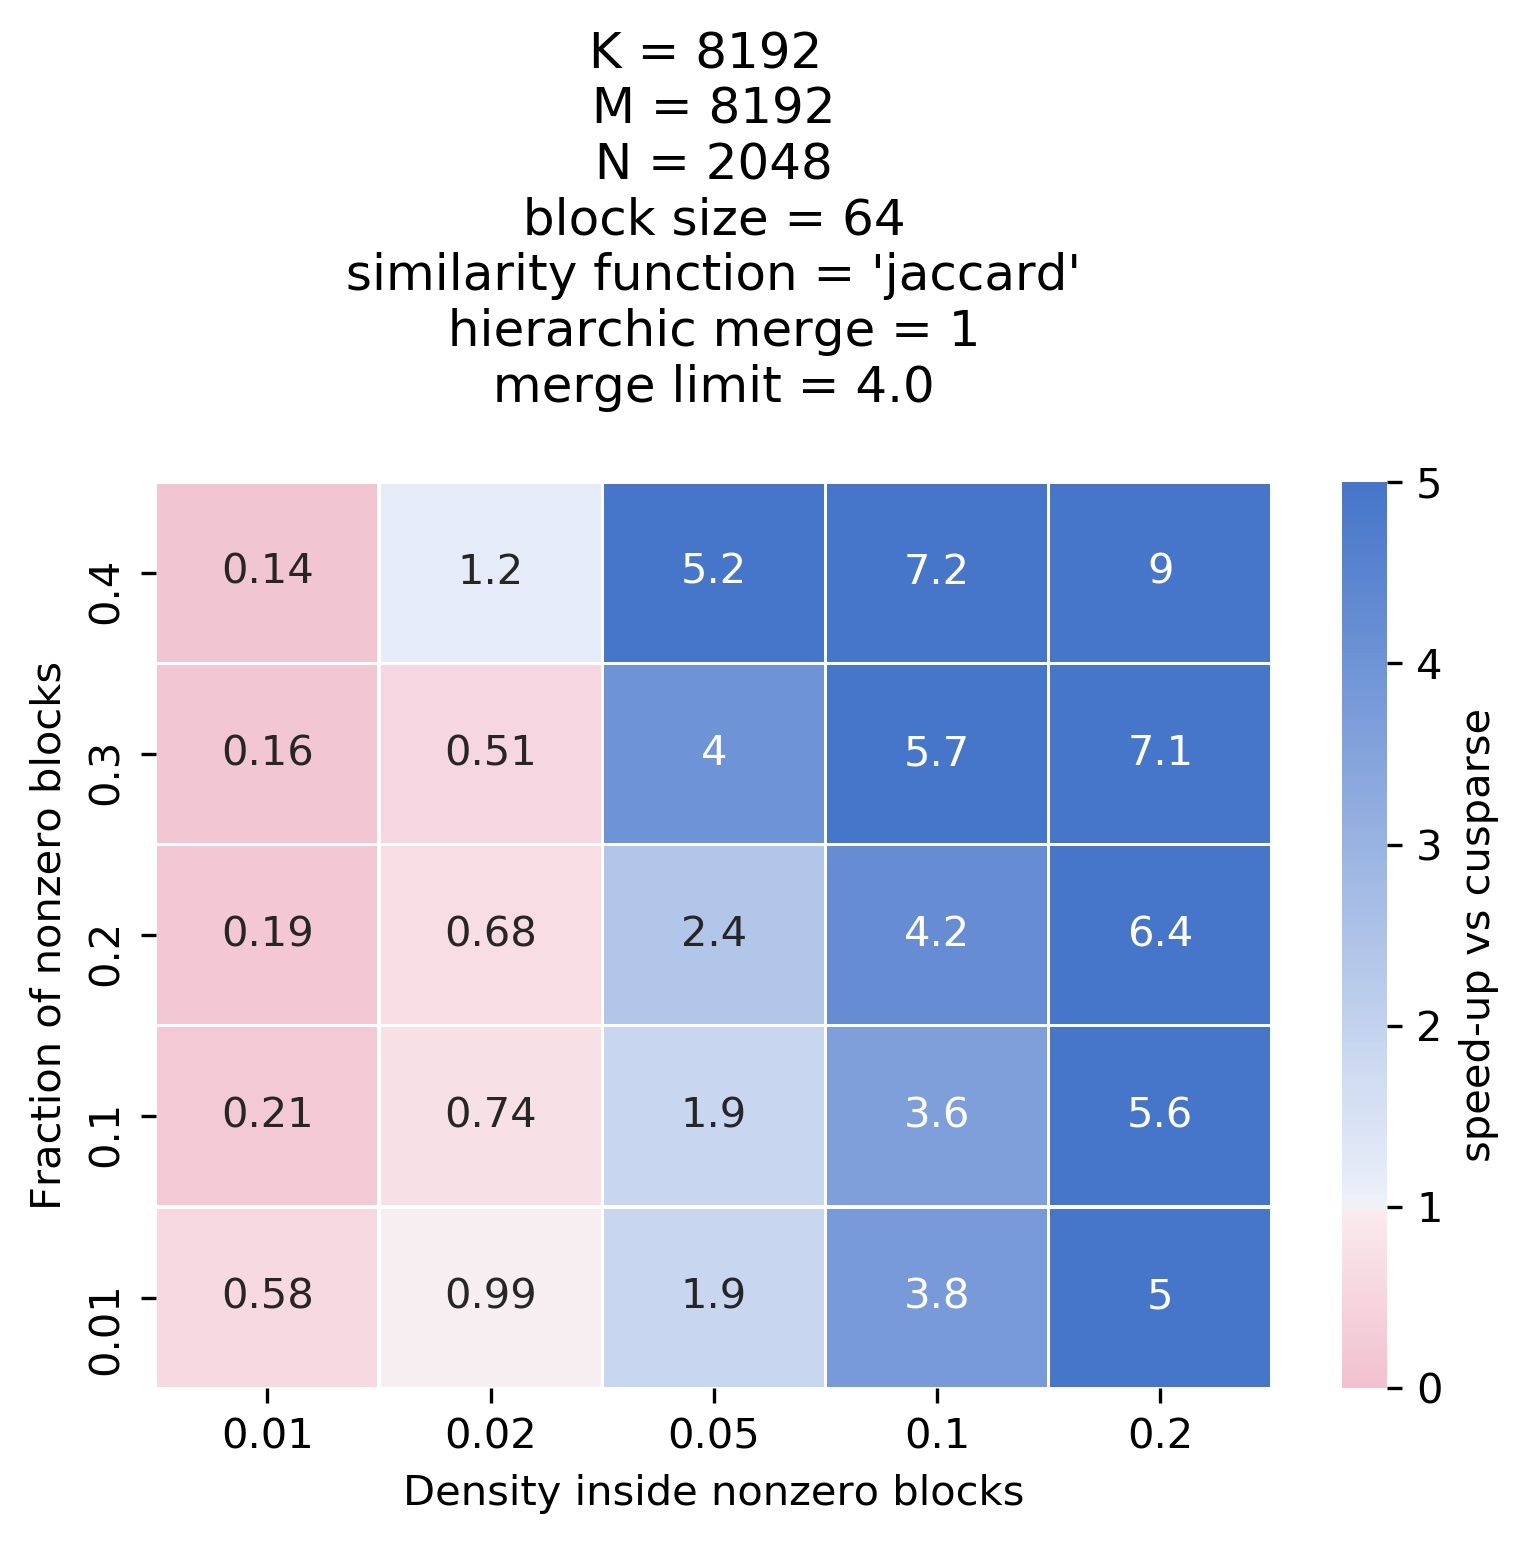 K = 8192
M = 8192
N = 2048
block size = 64
similarity function = 'jaccard'
hierarchic merge = 1
merge limit = 4.0
Fraction of nonzero blocks
0.4
0.14 1.2 5.2 7.2 9
0.3
0.16 0.51 4 5.7 7.1
0.2
0.19 0.68 2.4 4.2 6.4
0.1
0.21 0.74 1.9 3.6 5.6
0.01
0.58 0.99 1.9 3.8 5
0.01 0.02 0.05 0.1 0.2
Density inside nonzero blocks
5
4
3
2
1
0
speed-up vs cusparse